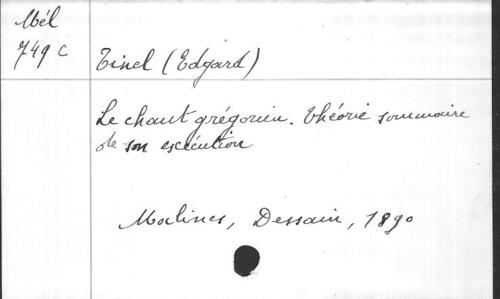 Mél
749 C
Tinel (Edgard)
Le chant grégorien. Théorie sommaire
de son exécution
Malines, Dessain, 1890